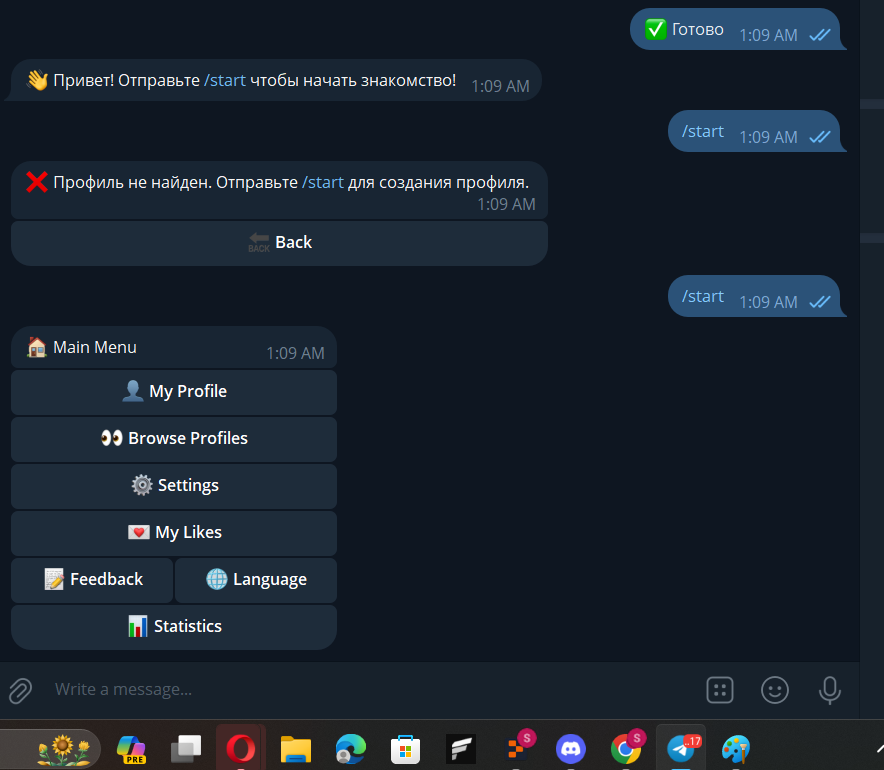 ✅ Готово 1:09 AM
👋 Привет! Отправьте /start чтобы начать знакомство! 1:09 AM
/start 1:09 AM
❌ Профиль не найден. Отправьте /start для создания профиля.
1:09 AM
🔙 Back
/start 1:09 AM
🏠 Main Menu 1:09 AM
👤 My Profile
👀 Browse Profiles
⚙️ Settings
💌 My Likes
📝 Feedback 🌐 Language
📊 Statistics
Write a message...
PRE S S ..17